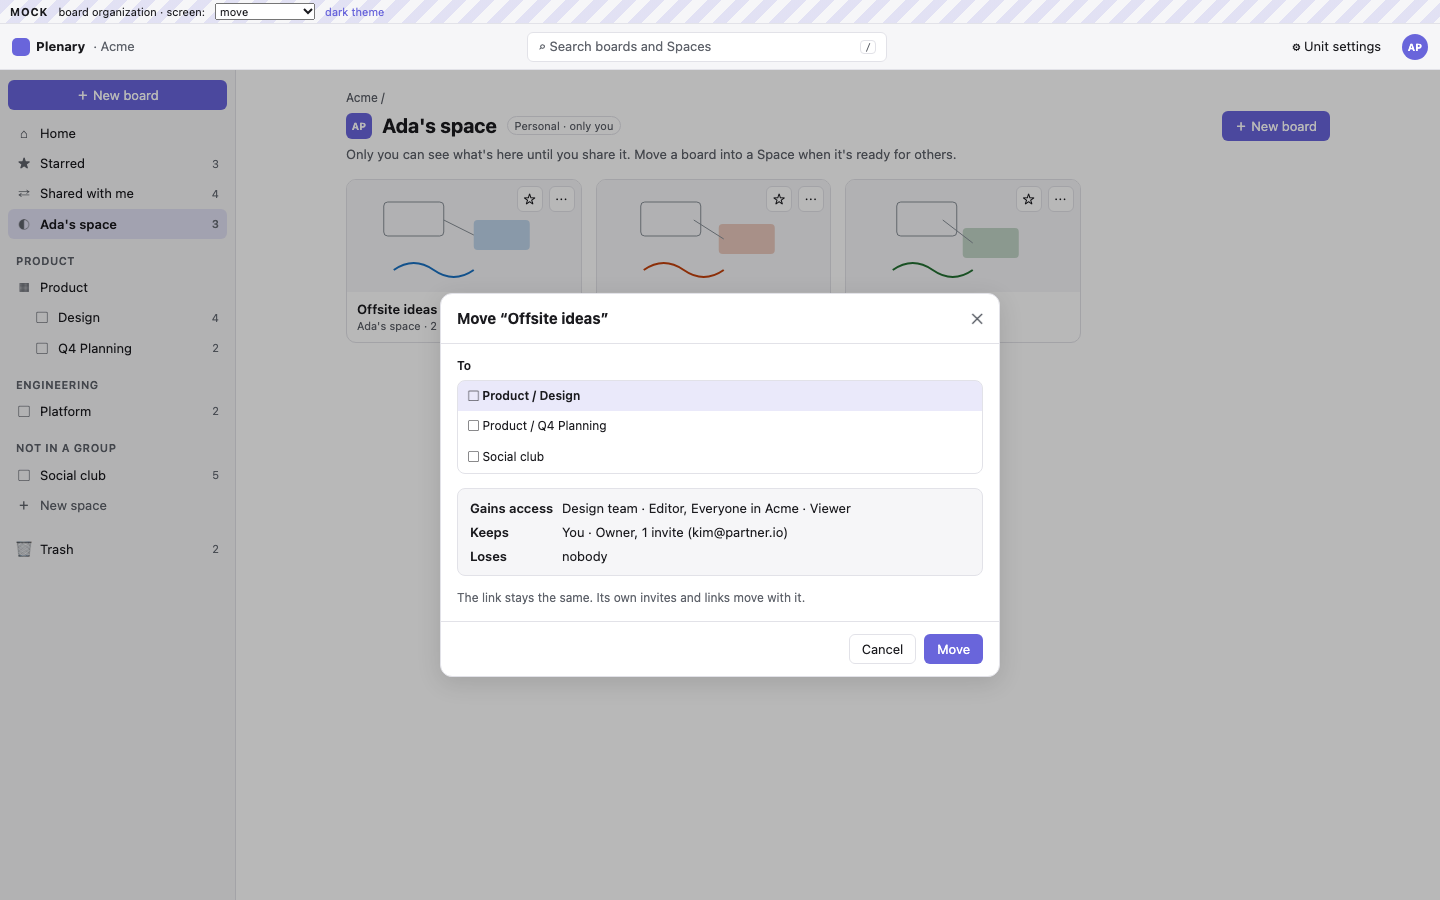 MOCK board organization · screen: move dark theme
Plenary · Acme
Search boards and Spaces /
Unit settings
AP
+ New board
Home
Starred 3
Shared with me 4
Ada's space 3
PRODUCT
Product
Design 4
Q4 Planning 2
ENGINEERING
Platform 2
NOT IN A GROUP
Social club 5
+ New space
Trash 2
Acme /
AP Ada's space Personal · only you
+ New board
Only you can see what's here until you share it. Move a board into a Space when it's ready for others.
Offsite ideas
Ada's space · 2
Move “Offsite ideas”
To
Product / Design
Product / Q4 Planning
Social club
Gains access Design team · Editor, Everyone in Acme · Viewer
Keeps You · Owner, 1 invite (kim@partner.io)
Loses nobody
The link stays the same. Its own invites and links move with it.
Cancel Move